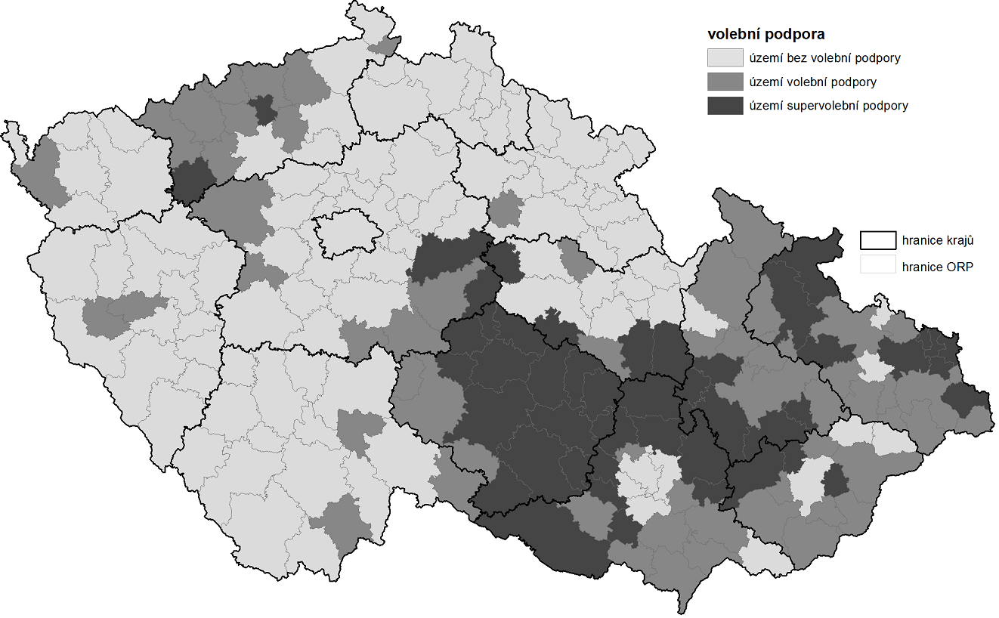 volební podpora
území bez volební podpory
území volební podpory
území supervolební podpory
hranice krajů
hranice ORP